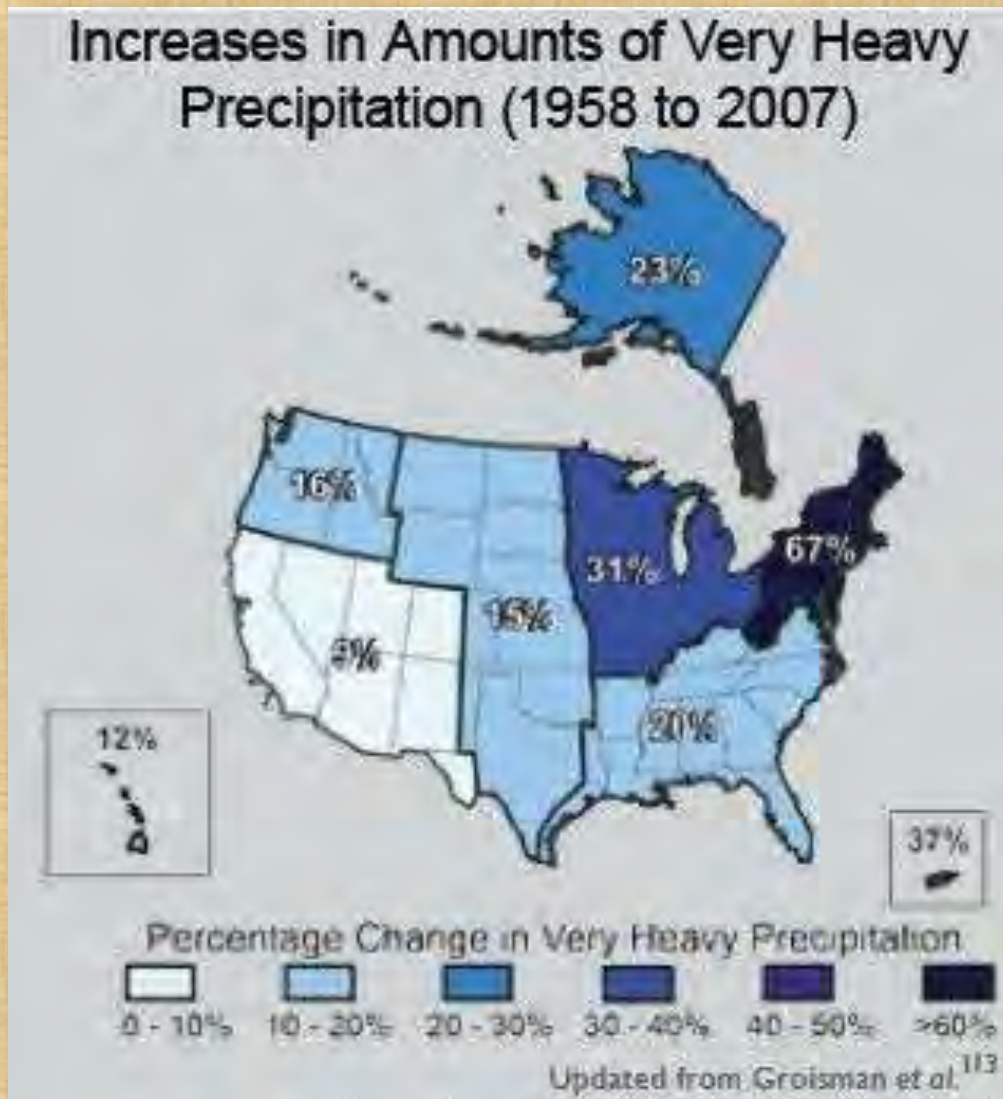 Increases in Amounts of Very Heavy
Precipitation (1958 to 2007)
23%
16%
67%
31%
15%
20%
12%
37%
Percentage Change in Very Heavy Precipitation
0 - 10% 10 - 20% 20 - 30% 30 - 40% 40 - 50% >60%
Updated from Groisman et al.113